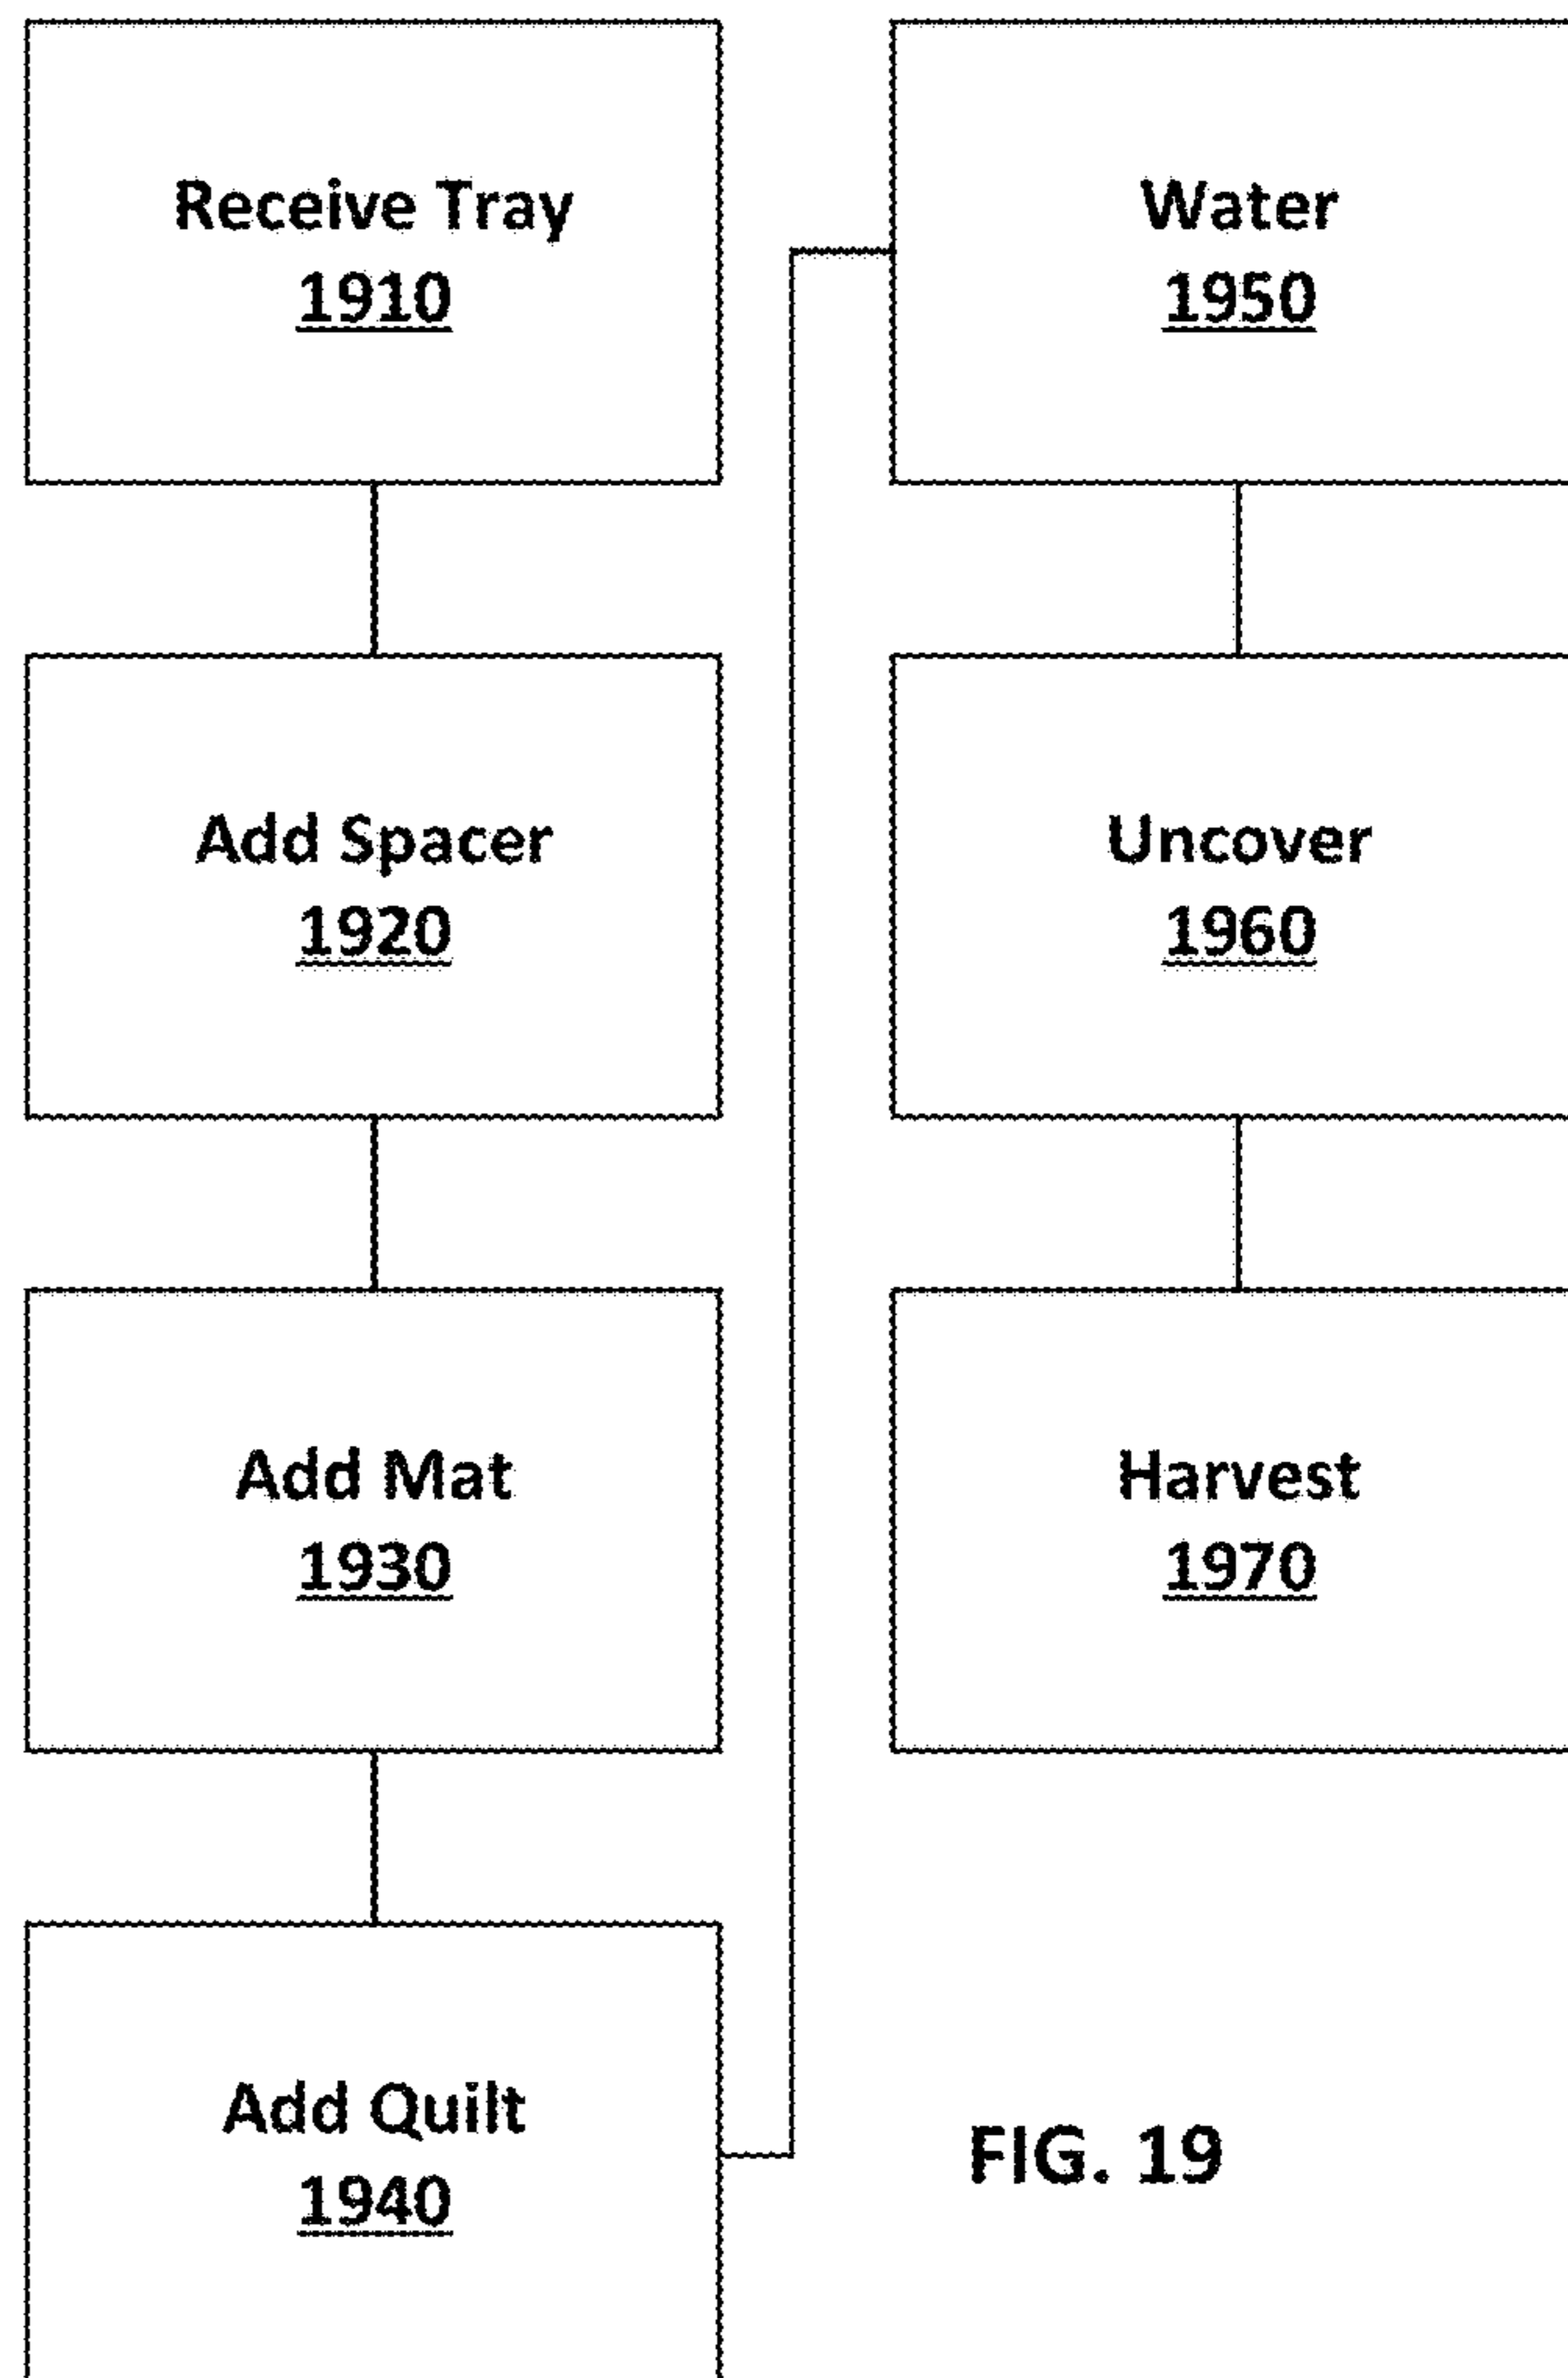 Receive Tray
1910
Add Spacer
1920
Add Mat
1930
Add Quilt
1940
Water
1950
Uncover
1960
Harvest
1970
FIG. 19